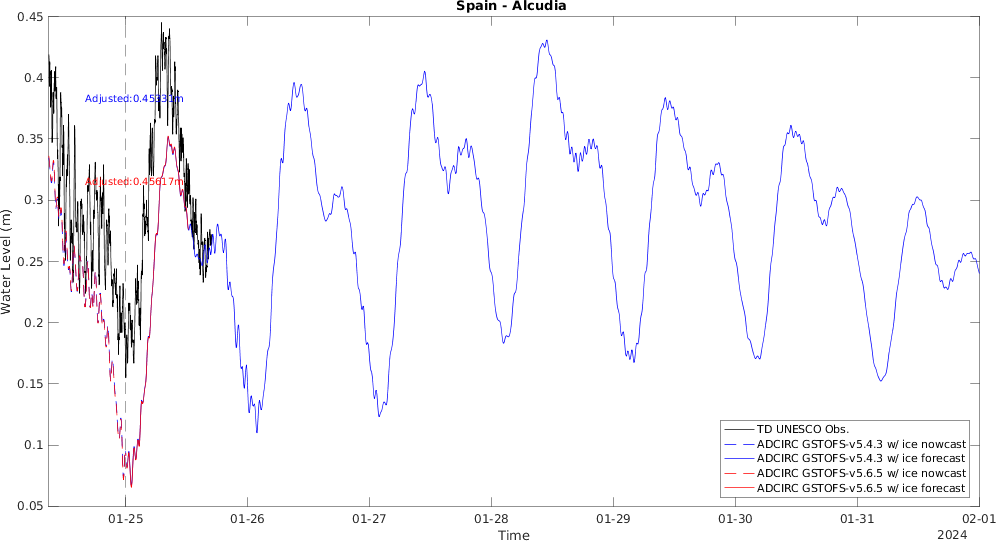 Spain - Alcudia
0.45
0.4
0.35
0.3
0.25
0.2
0.15
0.1
0.05
Water Level (m)
Adjusted:0.45331m
Adjusted:0.45617m
TD UNESCO Obs.
ADCIRC GSTOFS-v5.4.3 w/ ice nowcast
ADCIRC GSTOFS-v5.4.3 w/ ice forecast
ADCIRC GSTOFS-v5.6.5 w/ ice nowcast
ADCIRC GSTOFS-v5.6.5 w/ ice forecast
01-25 01-26 01-27 01-28 01-29 01-30 01-31 02-01
Time
2024